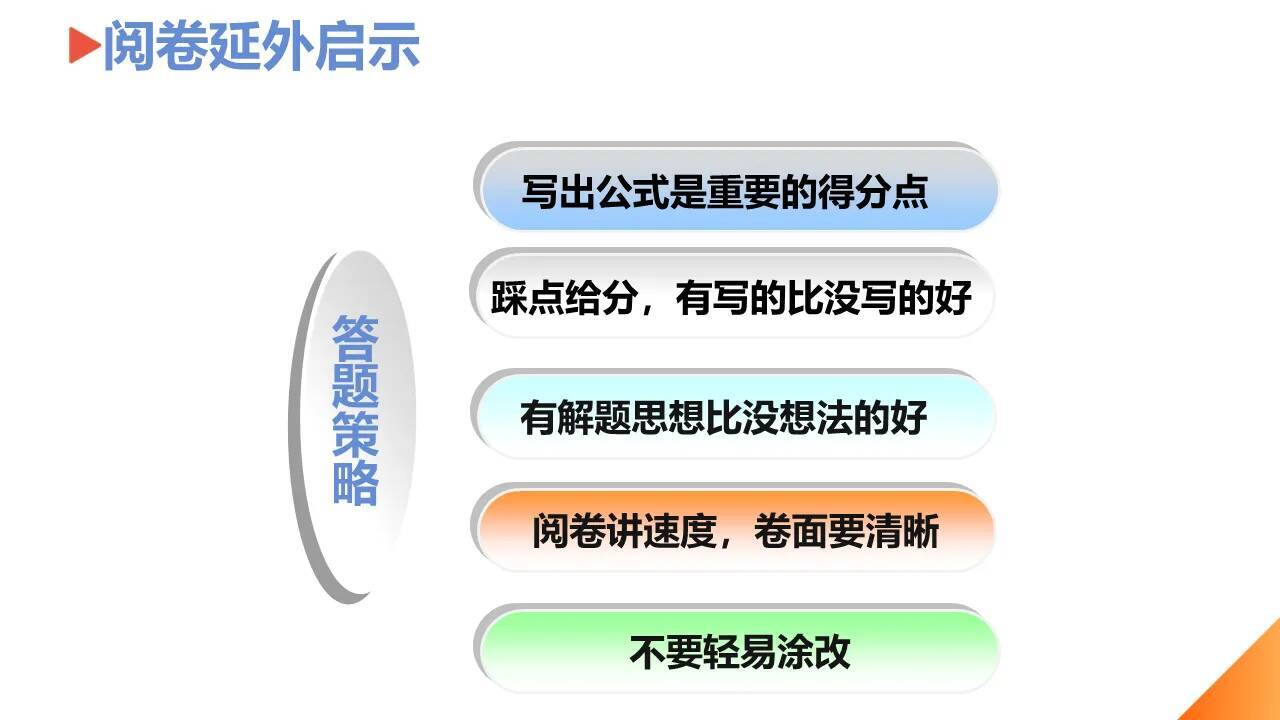 阅卷延外启示
答题策略
写出公式是重要的得分点
踩点给分，有写的比没写的好
有解题思想比没想法的好
阅卷讲速度，卷面要清晰
不要轻易涂改